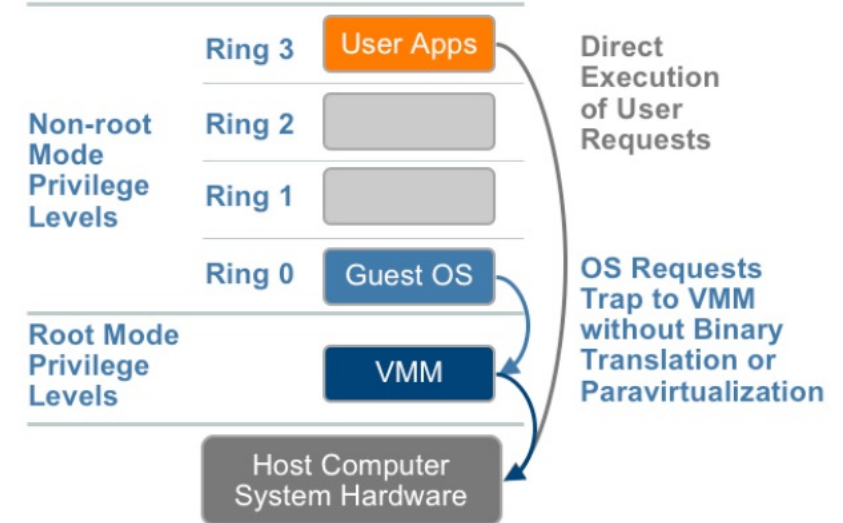 Ring 3
User Apps
Direct
Execution
of User
Requests
Non-root
Mode
Privilege
Levels
Ring 2
Ring 1
Ring 0
Guest OS
OS Requests
Trap to VMM
without Binary
Translation or
Paravirtualization
Root Mode
Privilege
Levels
VMM
Host Computer
System Hardware